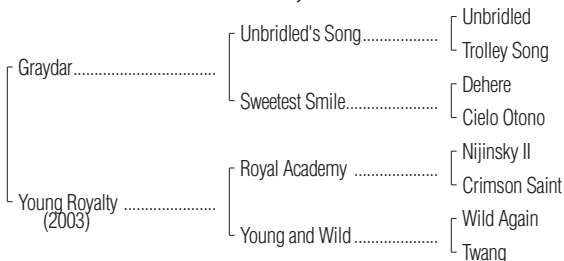 Unbridled
Unbridled's Song..................
Trolley Song
Graydar..................................
Dehere
Sweetest Smile......................
Cielo Otono
Nijinsky II
Royal Academy ....................
Crimson Saint
Young Royalty ......................
(2003)
Wild Again
Young and Wild ....................
Twang